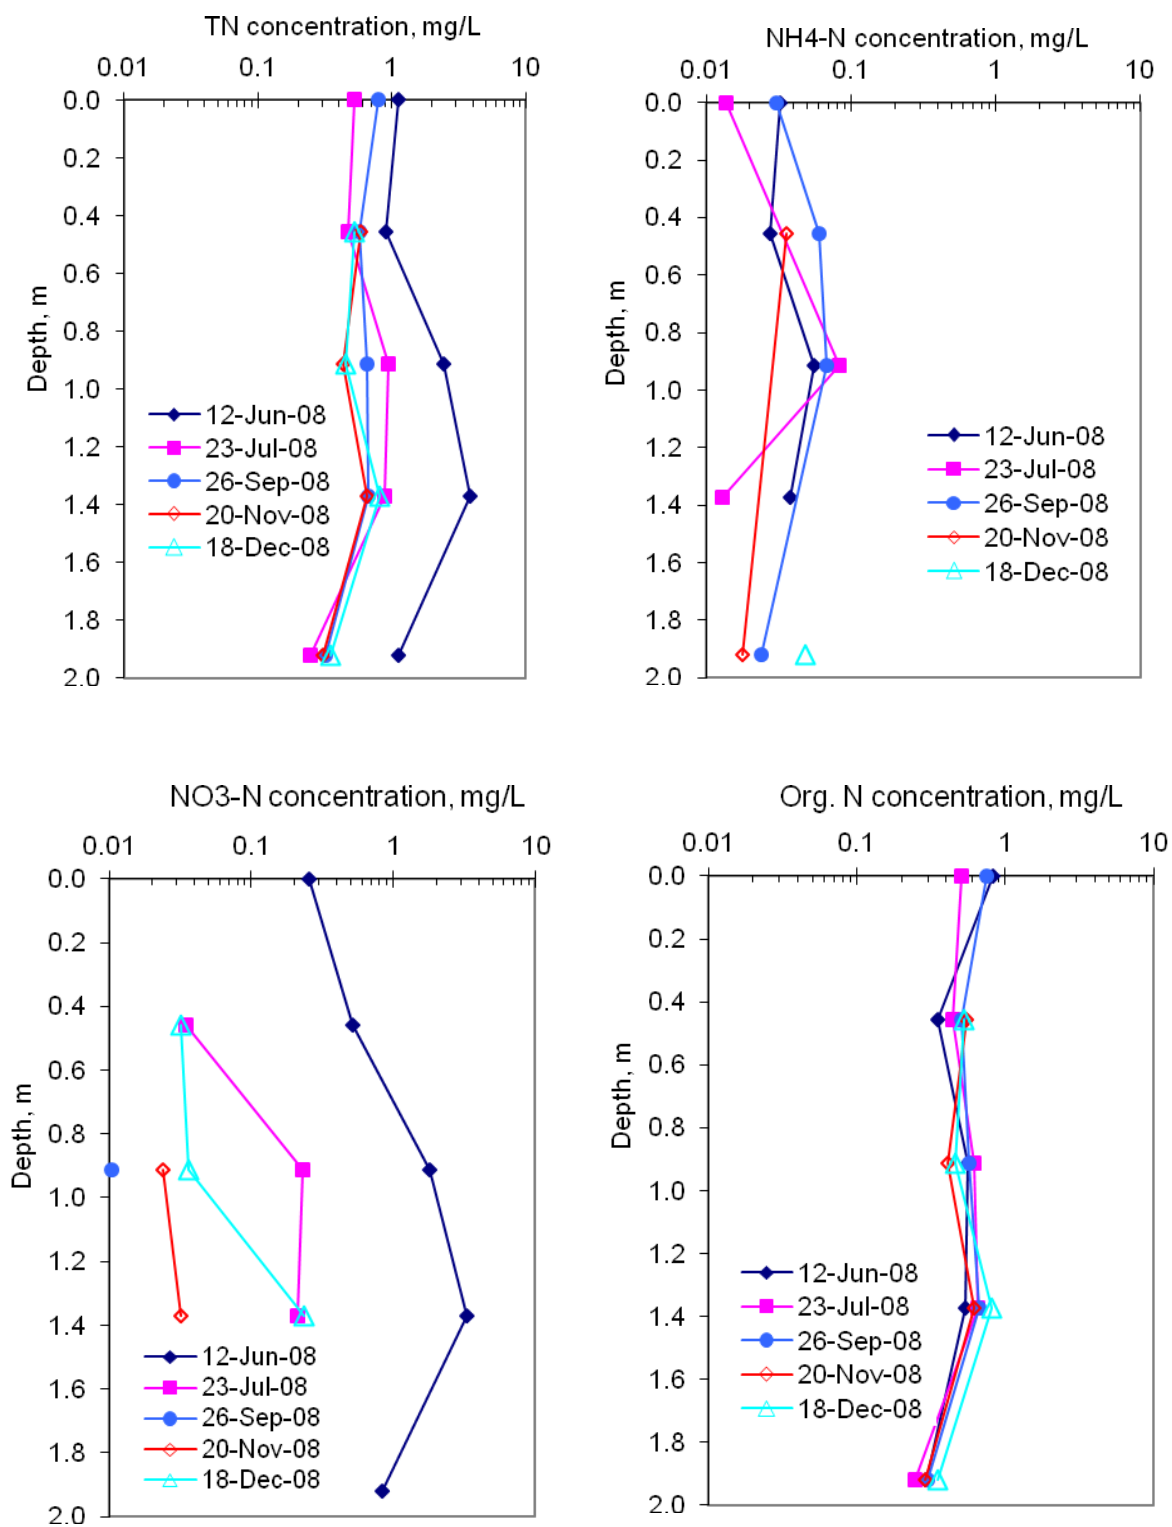 TN concentration, mg/L
0.01 0.1 1 10
0.0
0.2
0.4
0.6
0.8
1.0
1.2
1.4
1.6
1.8
2.0
Depth, m
12-Jun-08
23-Jul-08
26-Sep-08
20-Nov-08
18-Dec-08
NH4-N concentration, mg/L
0.01 0.1 1 10
0.0
0.2
0.4
0.6
0.8
1.0
1.2
1.4
1.6
1.8
2.0
Depth, m
12-Jun-08
23-Jul-08
26-Sep-08
20-Nov-08
18-Dec-08
NO3-N concentration, mg/L
0.01 0.1 1 10
0.0
0.2
0.4
0.6
0.8
1.0
1.2
1.4
1.6
1.8
2.0
Depth, m
12-Jun-08
23-Jul-08
26-Sep-08
20-Nov-08
18-Dec-08
Org. N concentration, mg/L
0.01 0.1 1 10
0.0
0.2
0.4
0.6
0.8
1.0
1.2
1.4
1.6
1.8
2.0
Depth, m
12-Jun-08
23-Jul-08
26-Sep-08
20-Nov-08
18-Dec-08